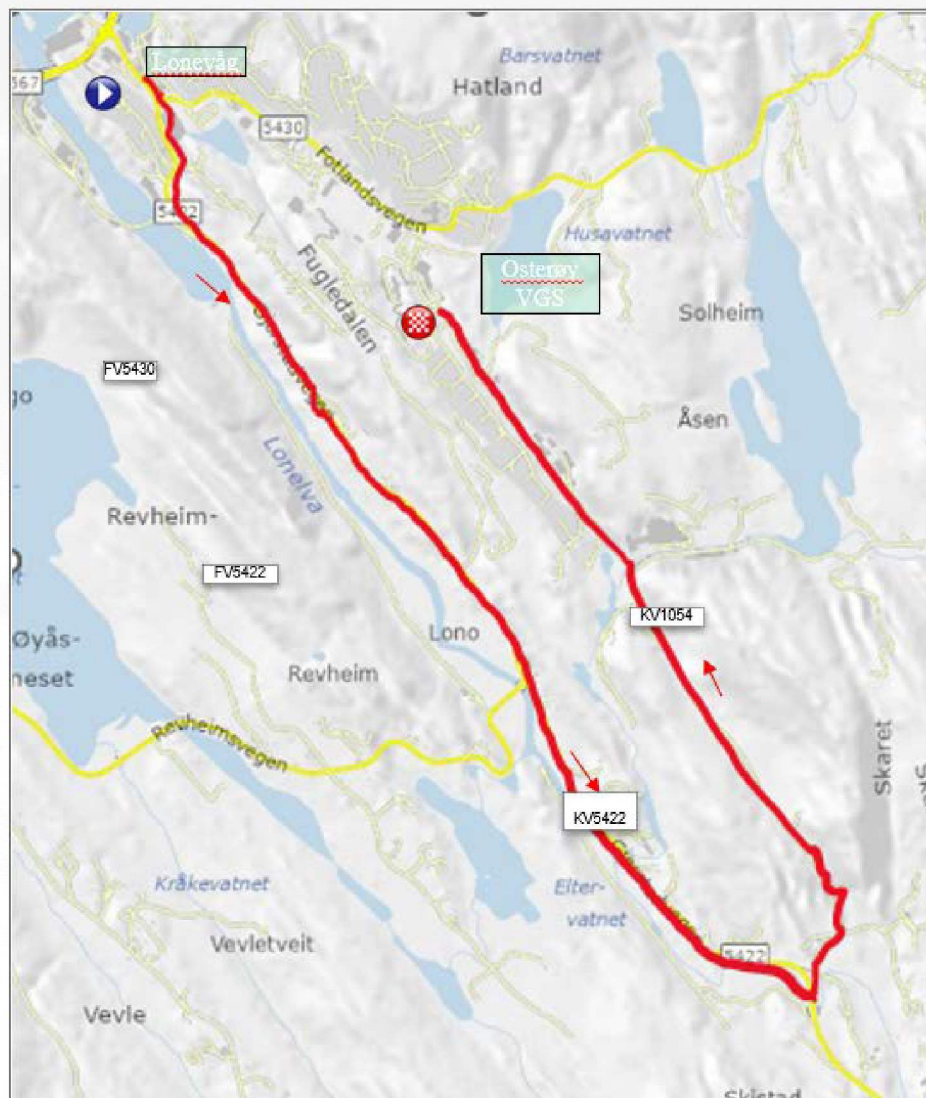 Lonevåg
567
Barsvatnet
Hatland
5430
Fotlandsvegen
5422
Husavatnet
Osterøy
VGS
Fugledalen
Solheim
FV5430
Åsen
Lonelva
Revheim-
FV5422
KV1054
Øyås-
neset
Lono
Revheim
Revheimsvegen
Skaret
KV5422
Kråkevatnet
Elter-
vatnet
Vevletveit
5422
Vevle
Skistad